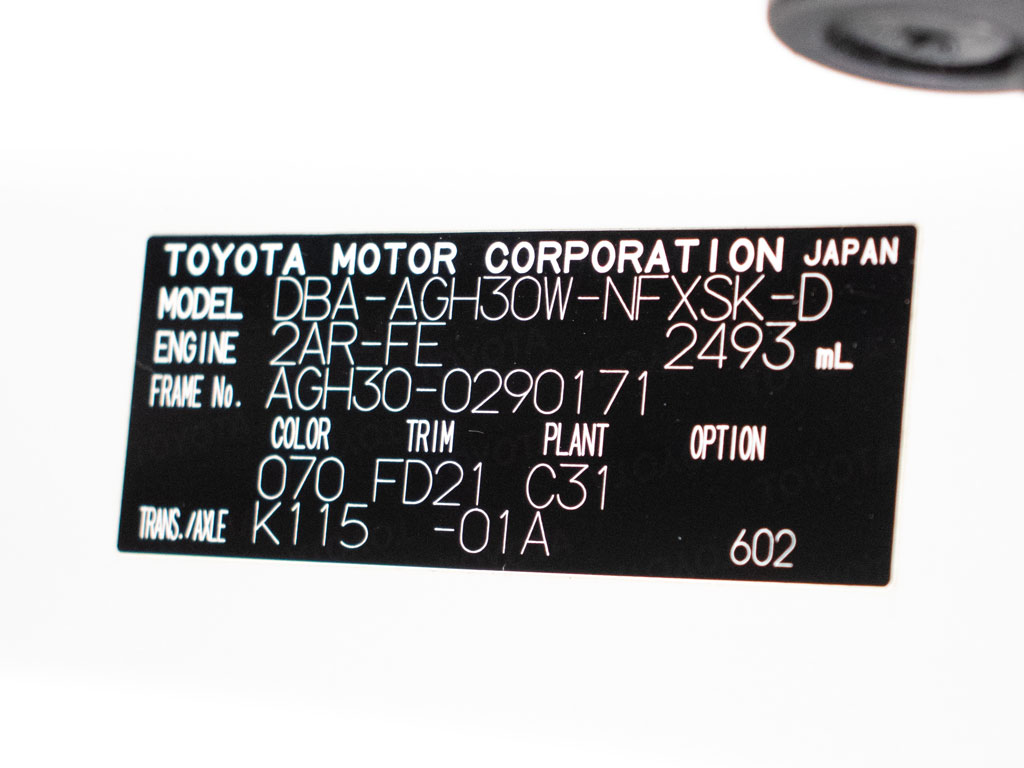 TOYOTA MOTOR CORPORATION JAPAN
MODEL DBA-AGH30W-NFXSK-D
ENGINE 2AR-FE 2493 mL
FRAME No. AGH30-0290171
COLOR TRIM PLANT OPTION
070 FD21 C31
TRANS./AXLE K115 -01A 602